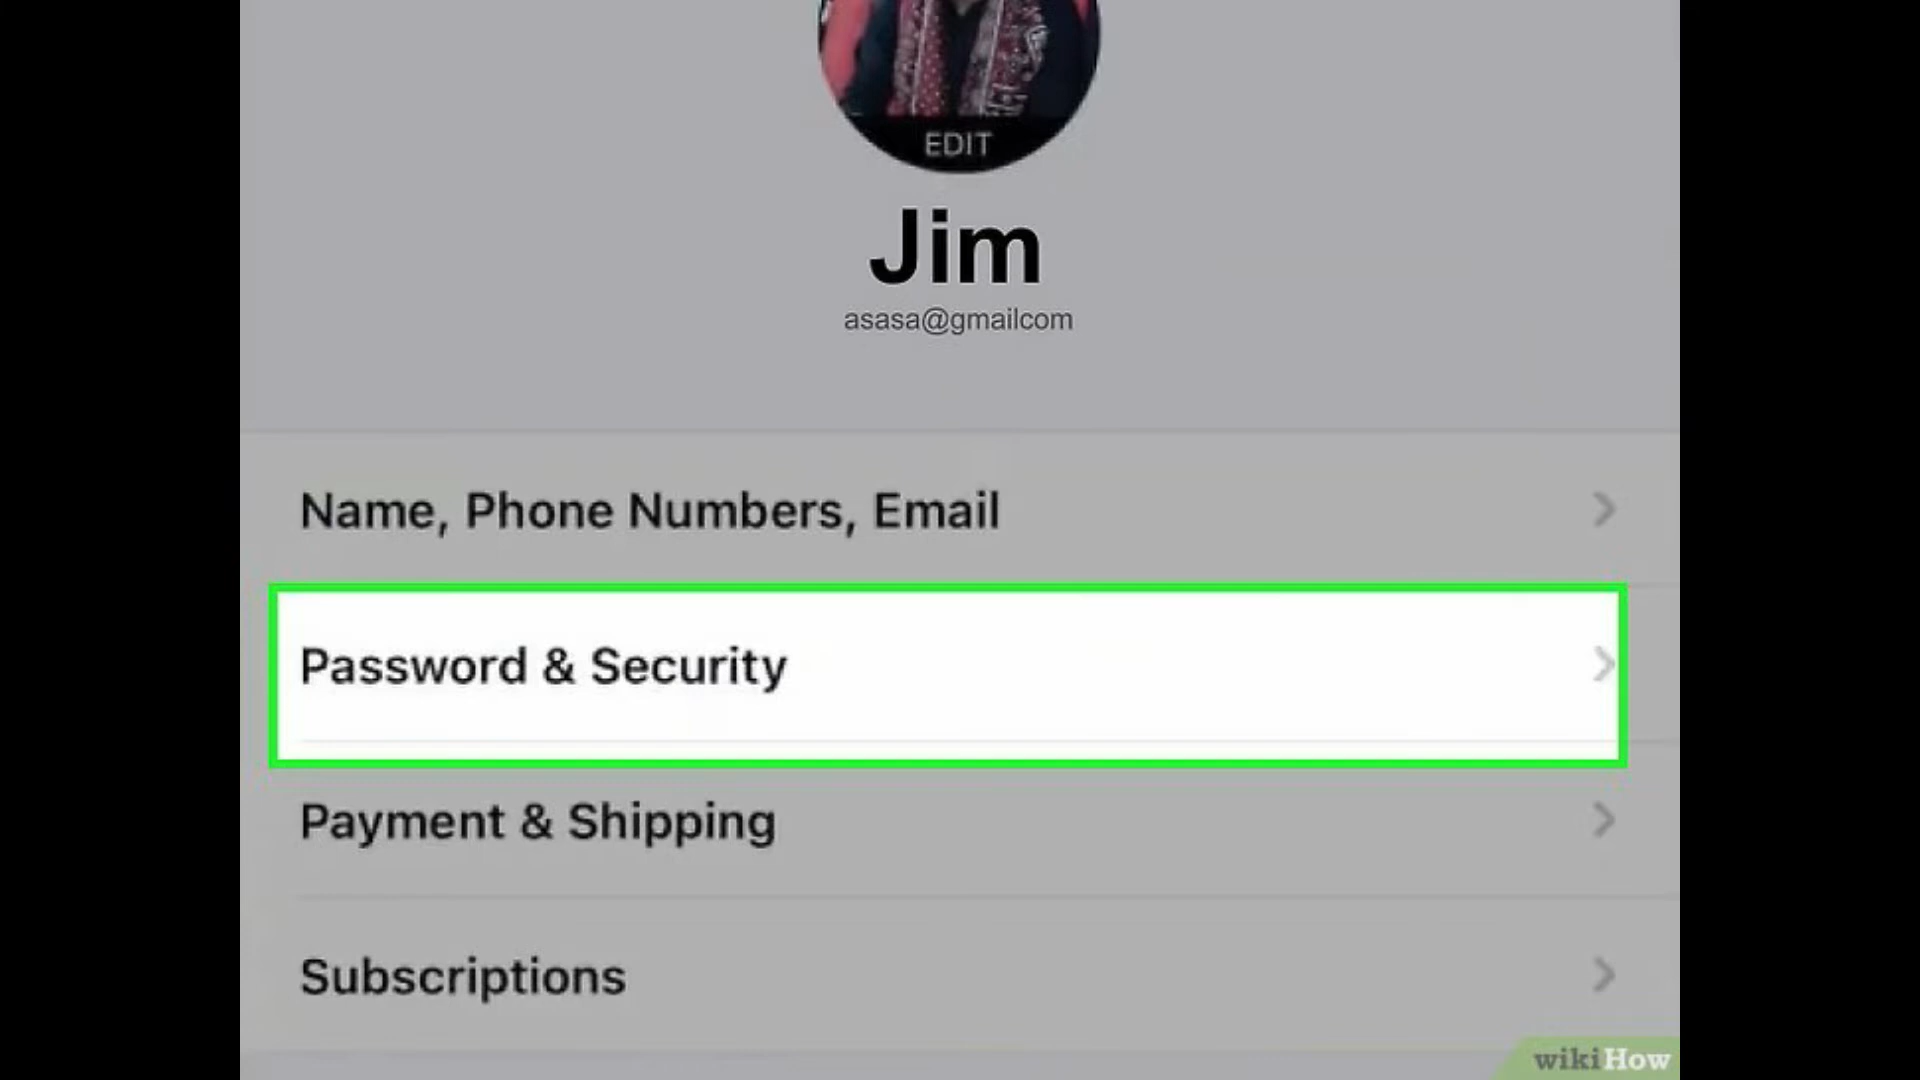 EDIT
Jim
asasa@gmailcom
Name, Phone Numbers, Email
Password & Security
Payment & Shipping
Subscriptions
wikiHow